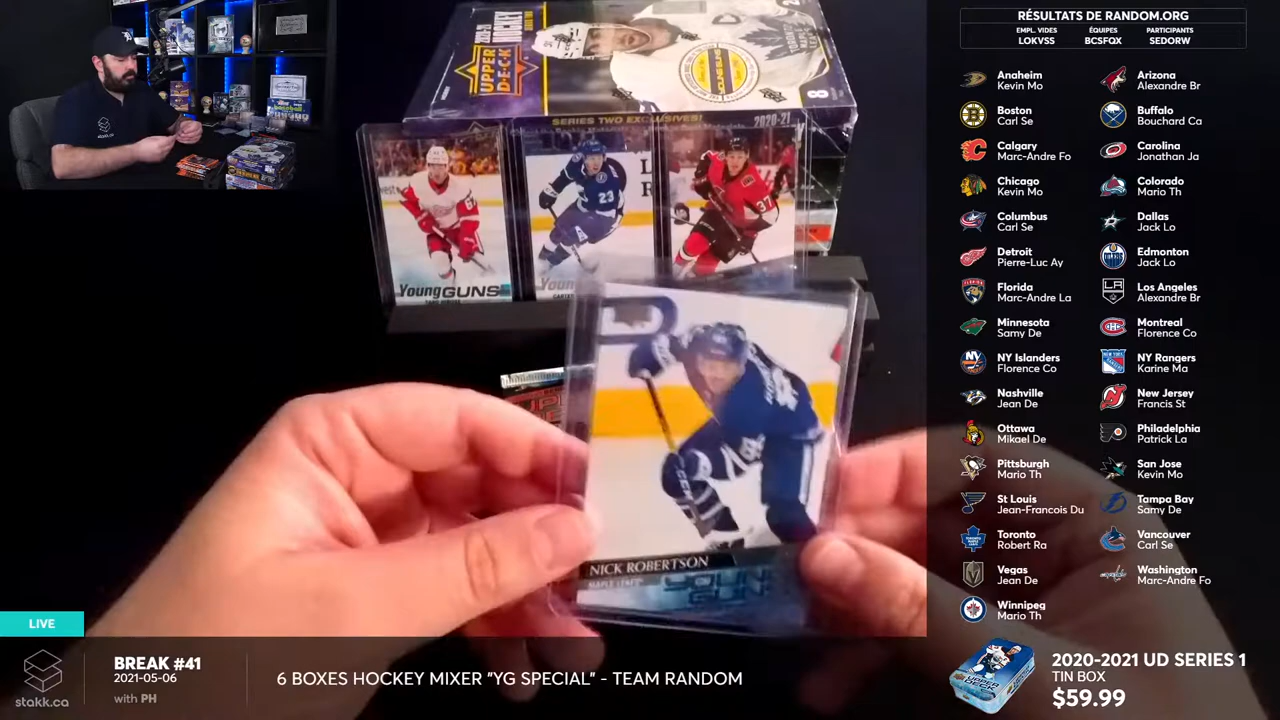 RÉSULTATS DE RANDOM.ORG
EMPL. VIDES
LOKVSS
ÉQUIPES
BCSFQX
PARTICIPANTS
SEDORW
Anaheim
Kevin Mo
Arizona
Alexandre Br
Boston
Carl Se
Buffalo
Bouchard Ca
Calgary
Marc-Andre Fo
Carolina
Jonathan Ja
Chicago
Kevin Mo
Colorado
Mario Th
Columbus
Carl Se
Dallas
Jack Lo
Detroit
Pierre-Luc Ay
Edmonton
Jack Lo
Florida
Marc-Andre La
Los Angeles
Alexandre Br
Minnesota
Samy De
Montreal
Florence Co
NY Islanders
Florence Co
NY Rangers
Karine Ma
Nashville
Jean De
New Jersey
Francis St
Ottawa
Mikael De
Philadelphia
Patrick La
Pittsburgh
Mario Th
San Jose
Kevin Mo
St Louis
Jean-Francois Du
Tampa Bay
Samy De
Toronto
Robert Ra
Vancouver
Carl Se
Vegas
Jean De
Washington
Marc-Andre Fo
Winnipeg
Mario Th
UPPER
DECK
HOCKEY
SERIES TWO EXCLUSIVES!
2020-21
8
23
37
Young GUNS
NICK ROBERTSON
MAPLE LEAFS
LIVE
stakk.ca
BREAK #41
2021-05-06
with PH
6 BOXES HOCKEY MIXER "YG SPECIAL" - TEAM RANDOM
2020-2021 UD SERIES 1
TIN BOX
$59.99